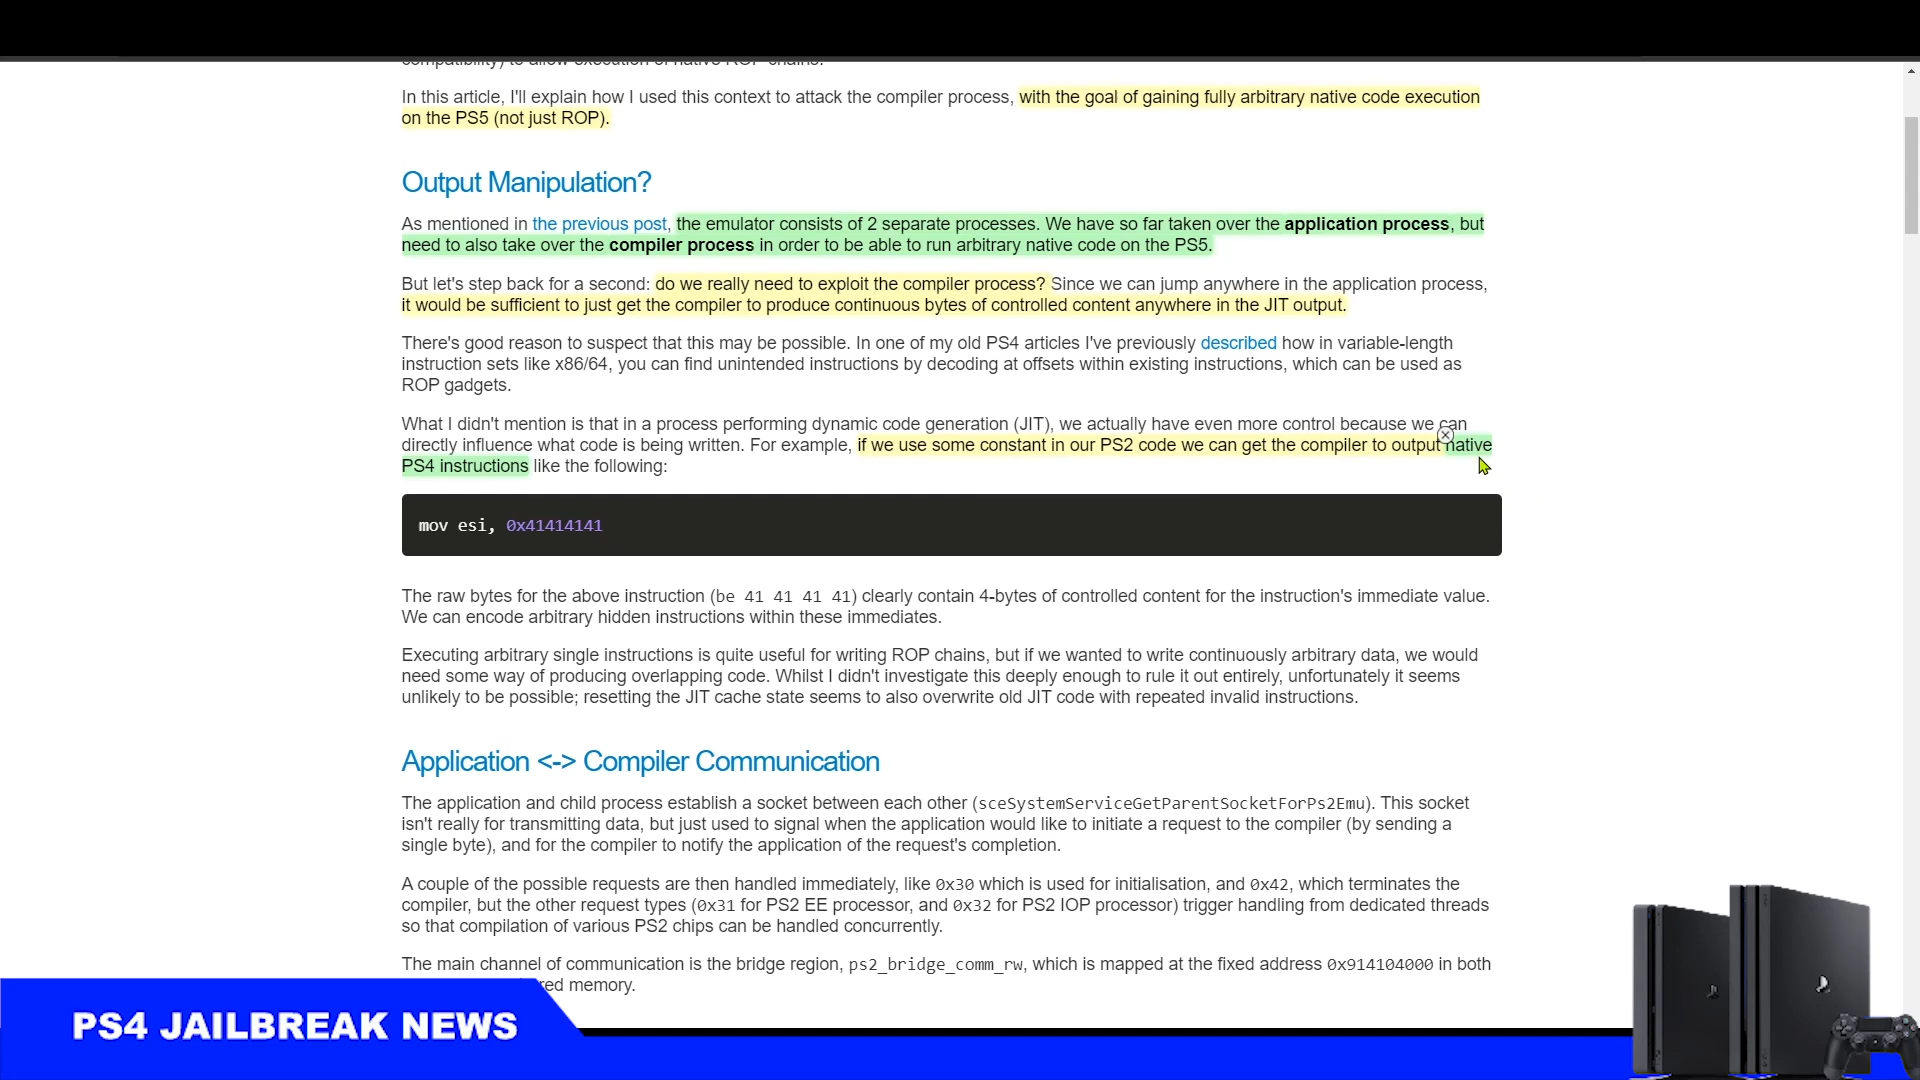 compatibility) to allow execution of native ROP chains.
In this article, I'll explain how I used this context to attack the compiler process, with the goal of gaining fully arbitrary native code execution
on the PS5 (not just ROP).
Output Manipulation?
As mentioned in the previous post, the emulator consists of 2 separate processes. We have so far taken over the application process, but
need to also take over the compiler process in order to be able to run arbitrary native code on the PS5.
But let's step back for a second: do we really need to exploit the compiler process? Since we can jump anywhere in the application process,
it would be sufficient to just get the compiler to produce continuous bytes of controlled content anywhere in the JIT output.
There's good reason to suspect that this may be possible. In one of my old PS4 articles I've previously described how in variable-length
instruction sets like x86/64, you can find unintended instructions by decoding at offsets within existing instructions, which can be used as
ROP gadgets.
What I didn't mention is that in a process performing dynamic code generation (JIT), we actually have even more control because we can
directly influence what code is being written. For example, if we use some constant in our PS2 code we can get the compiler to output native
PS4 instructions like the following:
mov esi, 0x41414141
The raw bytes for the above instruction (be 41 41 41 41) clearly contain 4-bytes of controlled content for the instruction's immediate value.
We can encode arbitrary hidden instructions within these immediates.
Executing arbitrary single instructions is quite useful for writing ROP chains, but if we wanted to write continuously arbitrary data, we would
need some way of producing overlapping code. Whilst I didn't investigate this deeply enough to rule it out entirely, unfortunately it seems
unlikely to be possible; resetting the JIT cache state seems to also overwrite old JIT code with repeated invalid instructions.
Application <-> Compiler Communication
The application and child process establish a socket between each other (sceSystemServiceGetParentSocketForPs2Emu). This socket
isn't really for transmitting data, but just used to signal when the application would like to initiate a request to the compiler (by sending a
single byte), and for the compiler to notify the application of the request's completion.
A couple of the possible requests are then handled immediately, like 0x30 which is used for initialisation, and 0x42, which terminates the
compiler, but the other request types (0x31 for PS2 EE processor, and 0x32 for PS2 IOP processor) trigger handling from dedicated threads
so that compilation of various PS2 chips can be handled concurrently.
The main channel of communication is the bridge region, ps2_bridge_comm_rw, which is mapped at the fixed address 0x914104000 in both
memory.
PS4 JAILBREAK NEWS